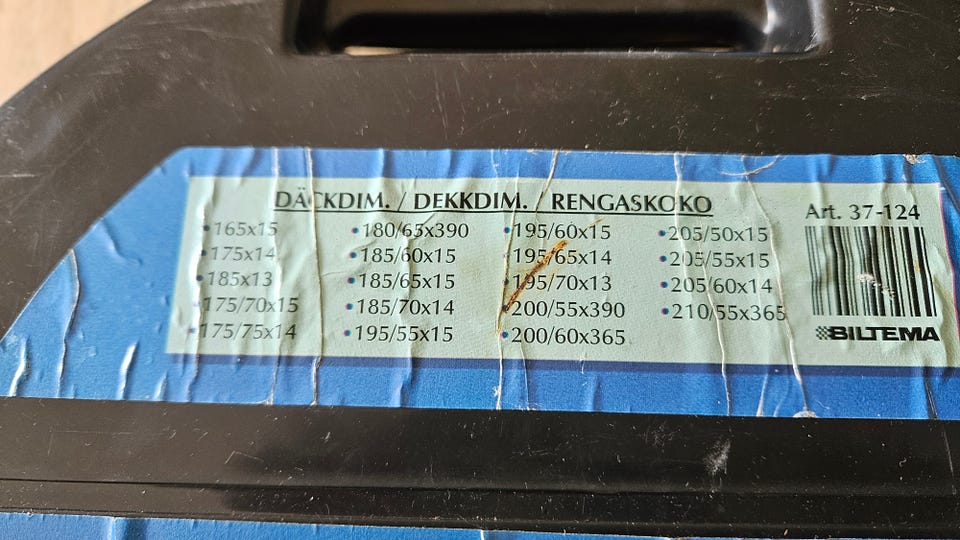 DÄCKDIM. / DEKKDIM. / RENGASKOKO
• 165x15
• 175x14
• 185x13
• 175/70x15
• 175/75x14
• 180/65x390
• 185/60x15
• 185/65x15
• 185/70x14
• 195/55x15
• 195/60x15
• 195/65x14
• 195/70x13
• 200/55x390
• 200/60x365
• 205/50x15
• 205/55x15
• 205/60x14
• 210/55x365
Art. 37-124
BILTEMA